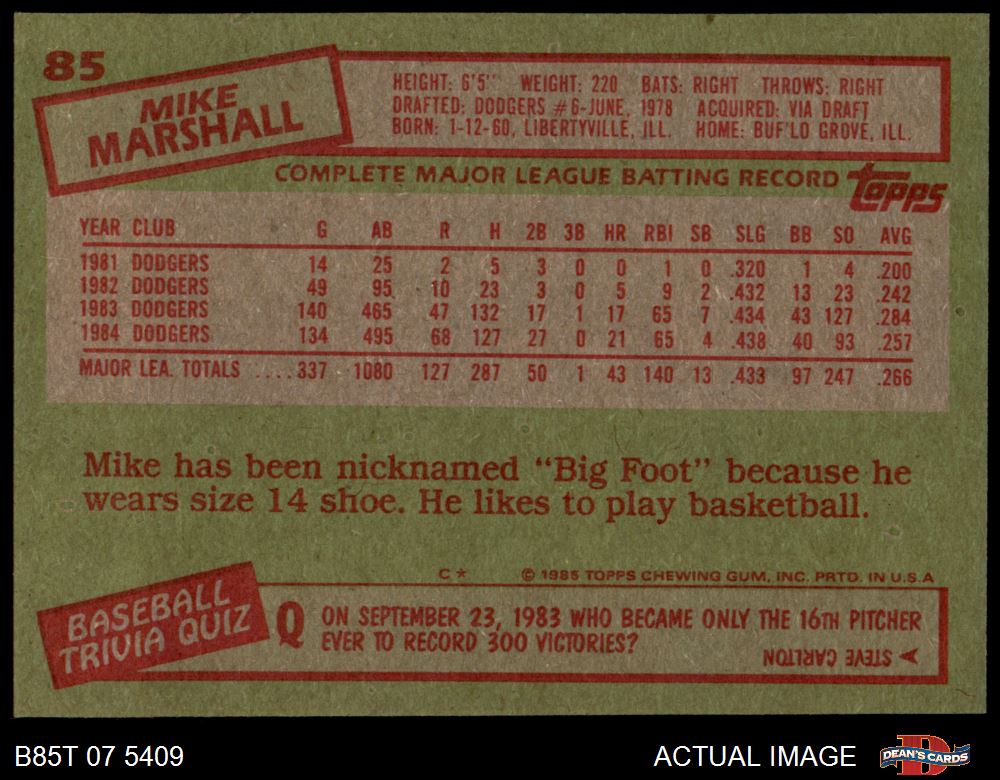 85
MIKE
MARSHALL
HEIGHT: 6'5" WEIGHT: 220 BATS: RIGHT THROWS: RIGHT
DRAFTED: DODGERS #6-JUNE, 1978 ACQUIRED: VIA DRAFT
BORN: 1-12-60, LIBERTYVILLE, ILL. HOME: BUF'LO GROVE, ILL.
COMPLETE MAJOR LEAGUE BATTING RECORD topps
YEAR CLUB G AB R H 2B 3B HR RBI SB SLG BB SO AVG
1981 DODGERS 14 25 2 5 3 0 0 1 0 .320 1 4 .200
1982 DODGERS 49 95 10 23 3 0 5 9 2 .432 13 23 .242
1983 DODGERS 140 465 47 132 17 1 17 65 7 .434 43 127 .284
1984 DODGERS 134 495 68 127 27 0 21 65 4 .438 40 93 .257
MAJOR LEA. TOTALS ....337 1080 127 287 50 1 43 140 13 .433 97 247 .266
Mike has been nicknamed “Big Foot” because he
wears size 14 shoe. He likes to play basketball.
C* © 1985 TOPPS CHEWING GUM, INC. PRTD. IN U.S.A
BASEBALL
TRIVIA QUIZ
Q ON SEPTEMBER 23, 1983 WHO BECAME ONLY THE 16TH PITCHER
EVER TO RECORD 300 VICTORIES?
A STEVE CARLTON
B85T 07 5409 ACTUAL IMAGE DEAN'S CARDS